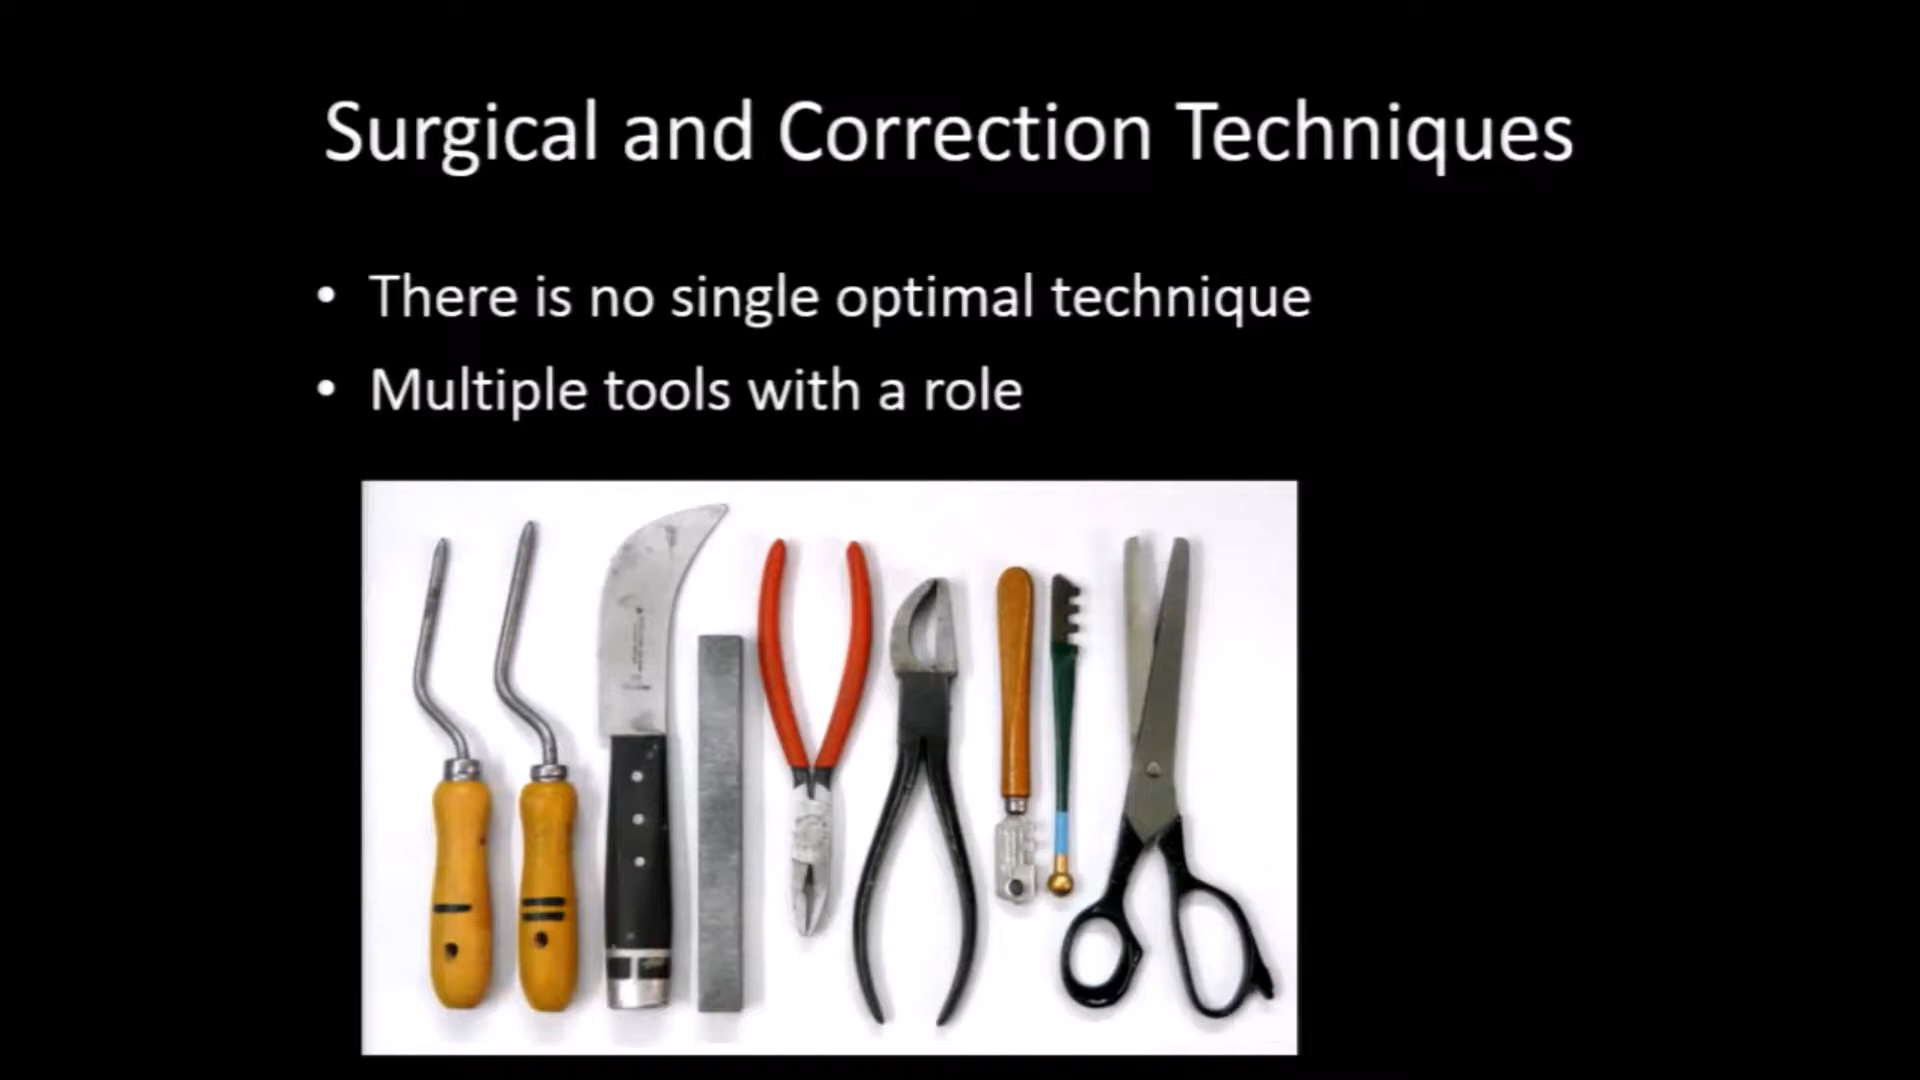 Surgical and Correction Techniques
• There is no single optimal technique
• Multiple tools with a role